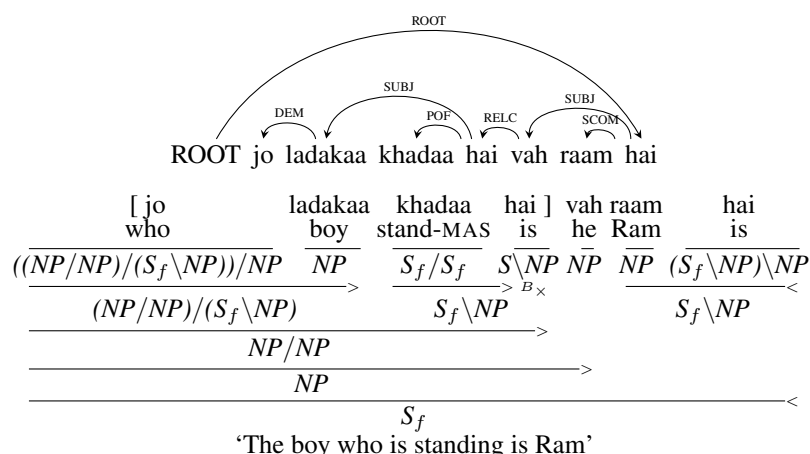 ROOT
SUBJ SUBJ
DEM POF RELC SCOM
ROOT jo ladakaa khadaa hai vah raam hai
[ jo ladakaa khadaa hai ] vah raam hai
who boy stand-MAS is he Ram is
((NP/NP)/(S_f\NP))/NP NP S_f/S_f S\NP NP NP (S_f\NP)\NP
> > B× <
(NP/NP)/(S_f\NP) S_f\NP S_f\NP
>
NP/NP
>
NP
<
S_f
‘The boy who is standing is Ram’